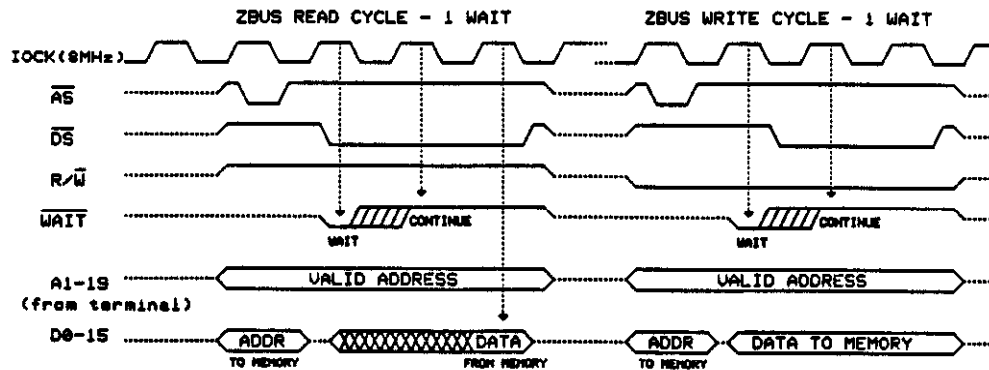 ZBUS READ CYCLE - 1 WAIT
ZBUS WRITE CYCLE - 1 WAIT
IOCK(8MHz)
AS
DS
R/W
WAIT
WAIT
CONTINUE
WAIT
CONTINUE
A1-19
(from terminal)
VALID ADDRESS
VALID ADDRESS
D0-15
ADDR
DATA
ADDR
DATA TO MEMORY
TO MEMORY
FROM MEMORY
TO MEMORY